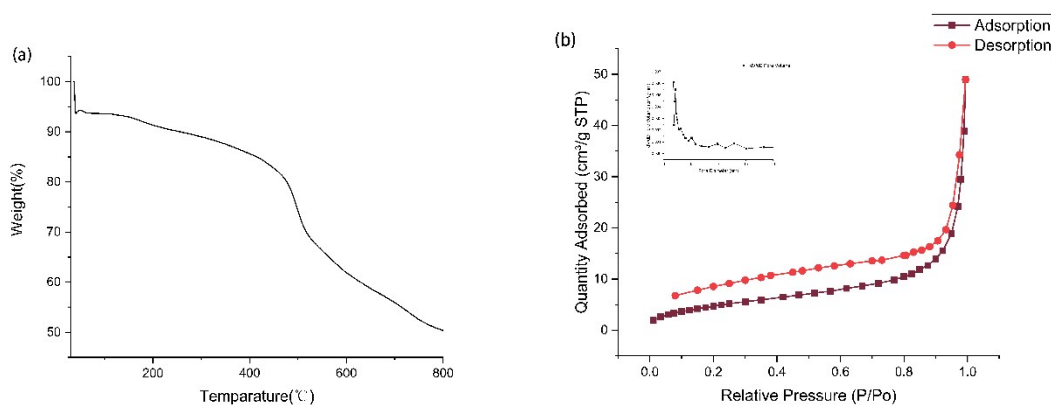 (a)
100
90
80
70
60
50
Weight(%)
200
400
600
800
Temparature(℃)
(b)
Adsorption
Desorption
50
40
30
20
10
0
Quantity Adsorbed (cm³/g STP)
0.0
0.2
0.4
0.6
0.8
1.0
Relative Pressure (P/Po)
Pore Volume